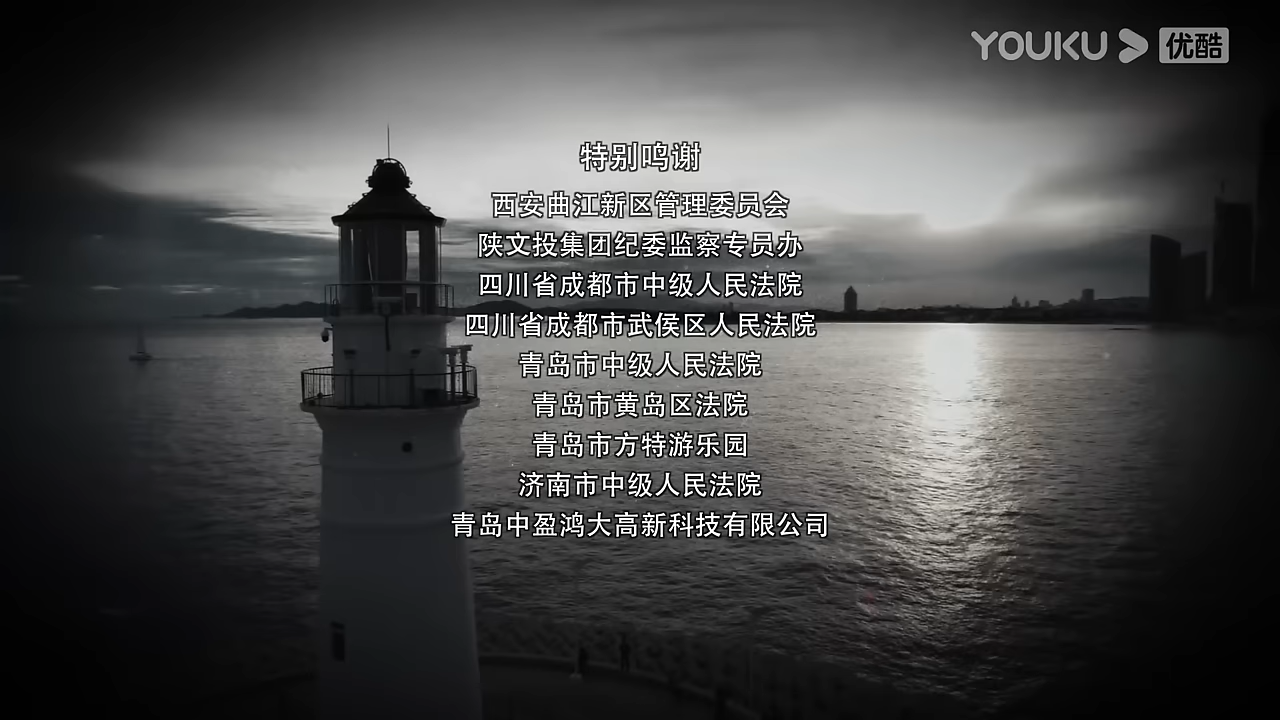 YOUKU 优酷
特别鸣谢
西安曲江新区管理委员会
陕文投集团纪委监察专员办
四川省成都市中级人民法院
四川省成都市武侯区人民法院
青岛市中级人民法院
青岛市黄岛区法院
青岛市方特游乐园
济南市中级人民法院
青岛中盈鸿大高新科技有限公司